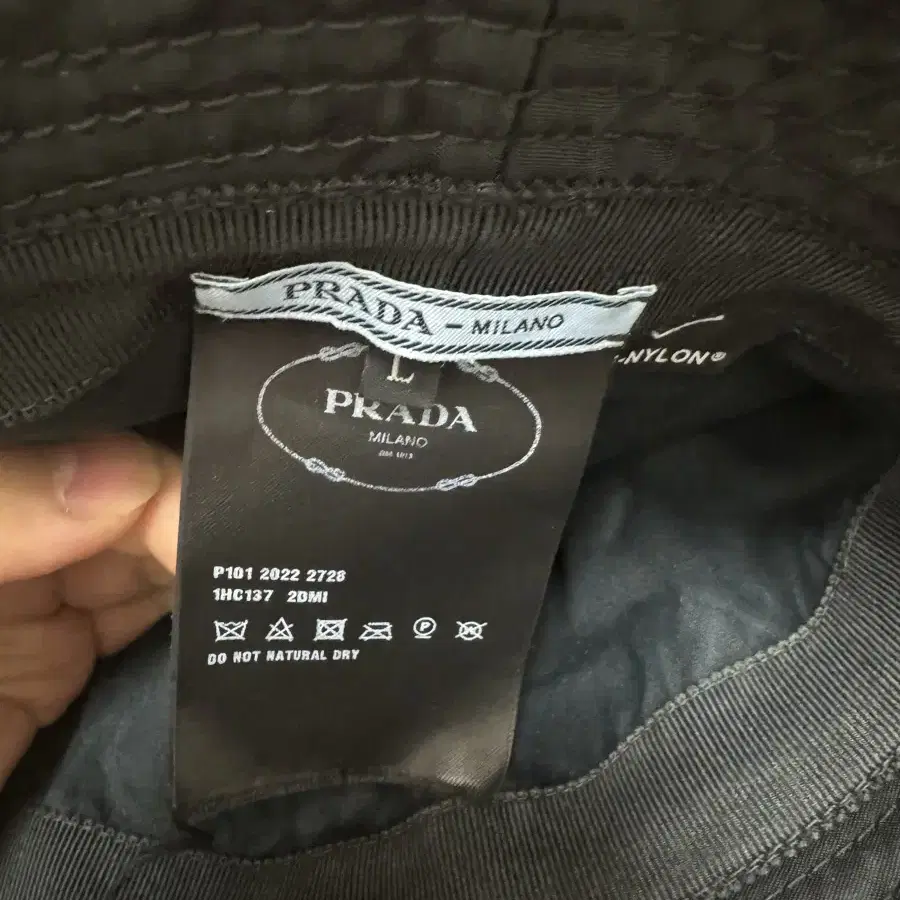 PRADA – MILANO
-NYLON®
L
PRADA
MILANO
P101 2022 2728
1HC137 2DMI
P
DO NOT NATURAL DRY